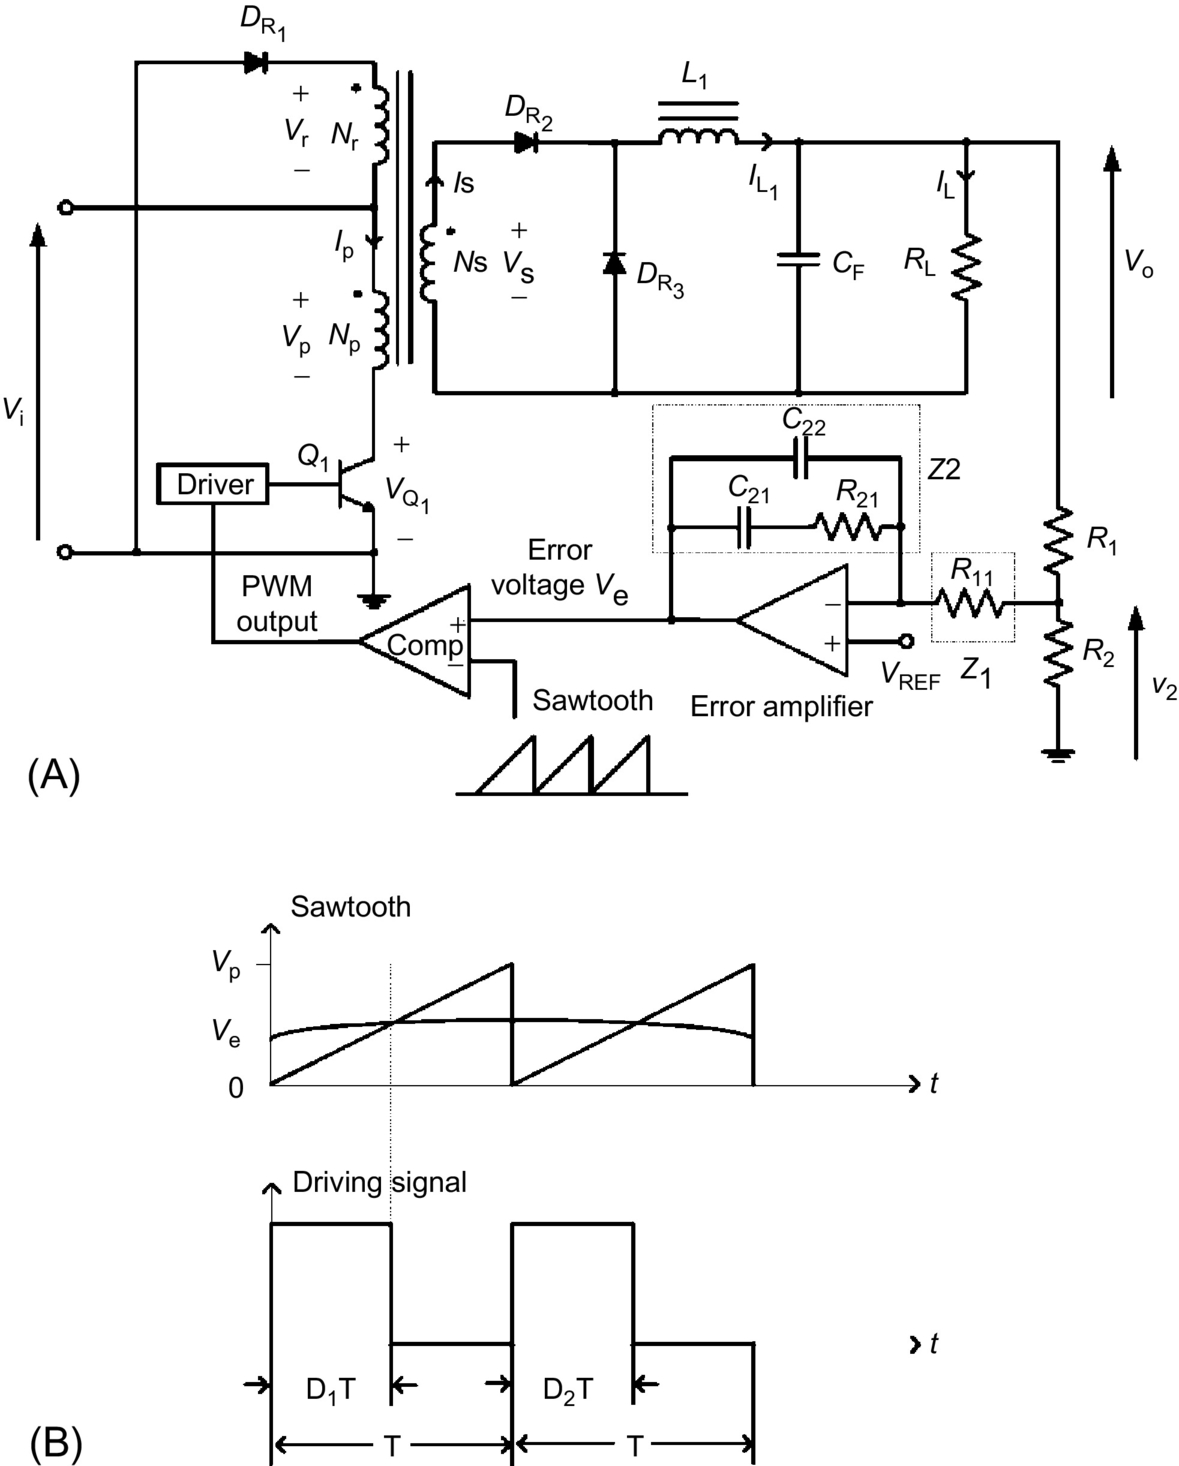 DR1
L1
DR2
+
Vr
−
Nr
IL1
IL
Is
Ip
+
Vp
−
Np
Ns
+
Vs
−
DR3
CF
RL
Vo
Vi
Q1
+
VQ1
−
Driver
C22
Z2
C21
R21
R1
Error
voltage Ve
PWM
output
R11
−
+
+
Comp
−
VREF
Z1
R2
v2
Sawtooth
Error amplifier
(A)
Sawtooth
Vp
Ve
0
t
Driving signal
t
D1T
D2T
T
T
(B)